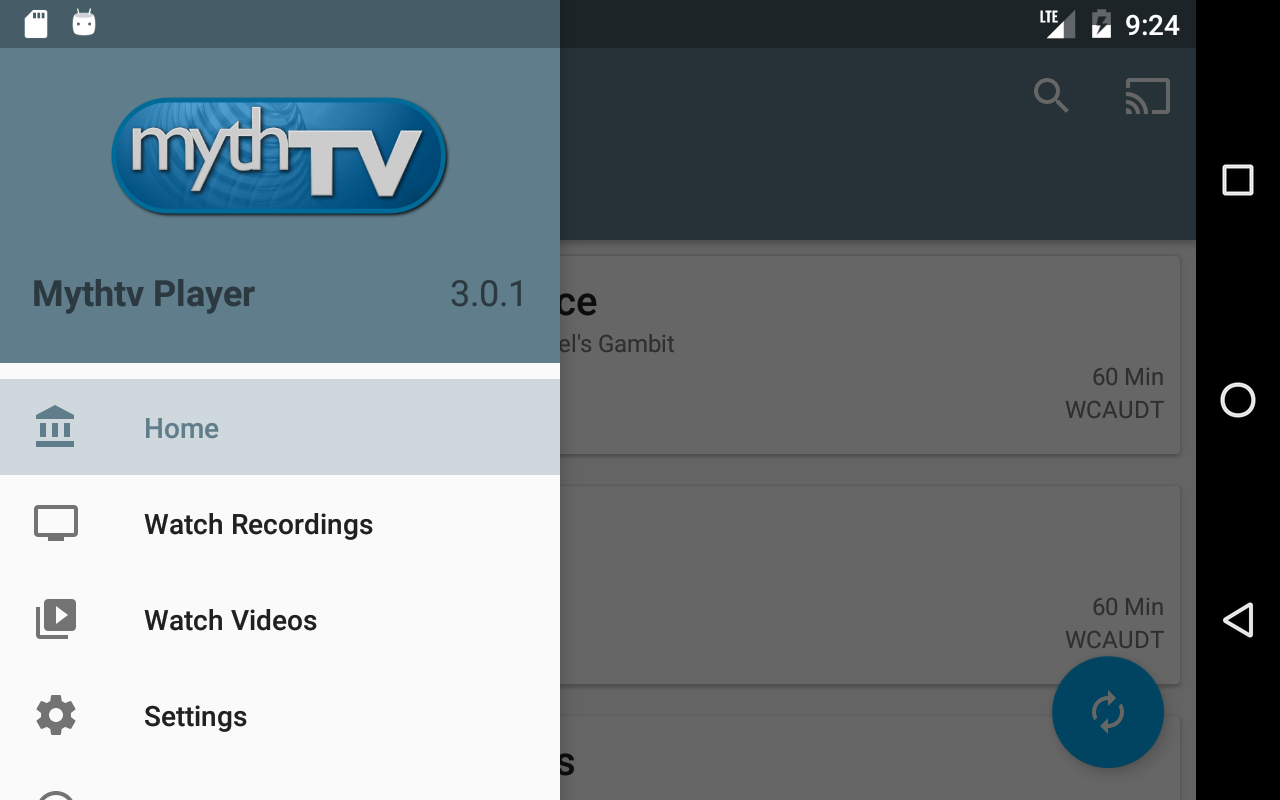 LTE 9:24
mythTV
Mythtv Player 3.0.1
ce
el's Gambit
60 Min
WCAUDT
Home
Watch Recordings
Watch Videos
60 Min
WCAUDT
Settings
s